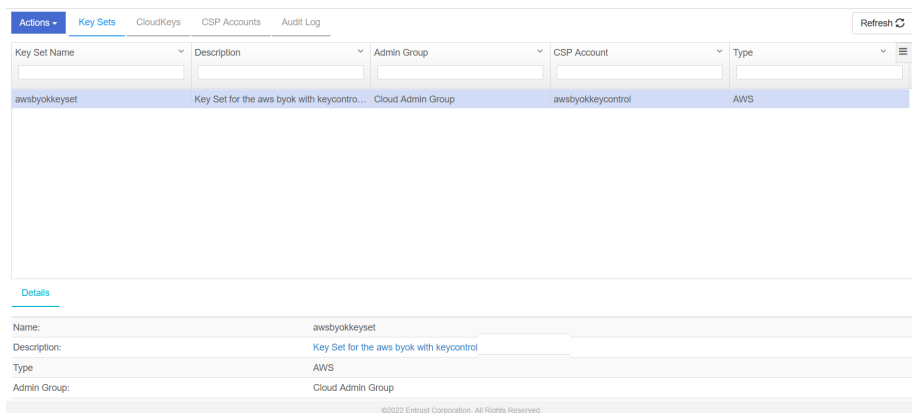 Actions Key Sets CloudKeys CSP Accounts Audit Log Refresh
Key Set Name Description Admin Group CSP Account Type
awsbyokkeyset Key Set for the aws byok with keycontro... Cloud Admin Group awsbyokkeycontrol AWS
Details
Name: awsbyokkeyset
Description: Key Set for the aws byok with keycontrol
Type AWS
Admin Group: Cloud Admin Group
©2022 Entrust Corporation. All Rights Reserved.